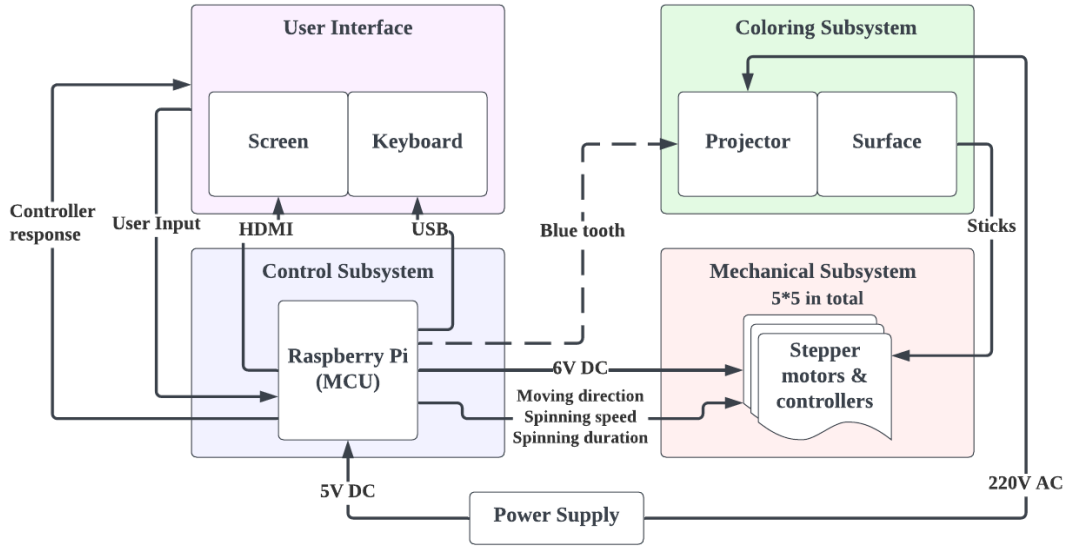 User Interface
Coloring Subsystem
Screen
Keyboard
Projector
Surface
Controller
response
User Input
HDMI
USB
Blue tooth
Sticks
Control Subsystem
Mechanical Subsystem
5*5 in total
Raspberry Pi
(MCU)
Stepper
motors &
controllers
6V DC
Moving direction
Spinning speed
Spinning duration
5V DC
220V AC
Power Supply